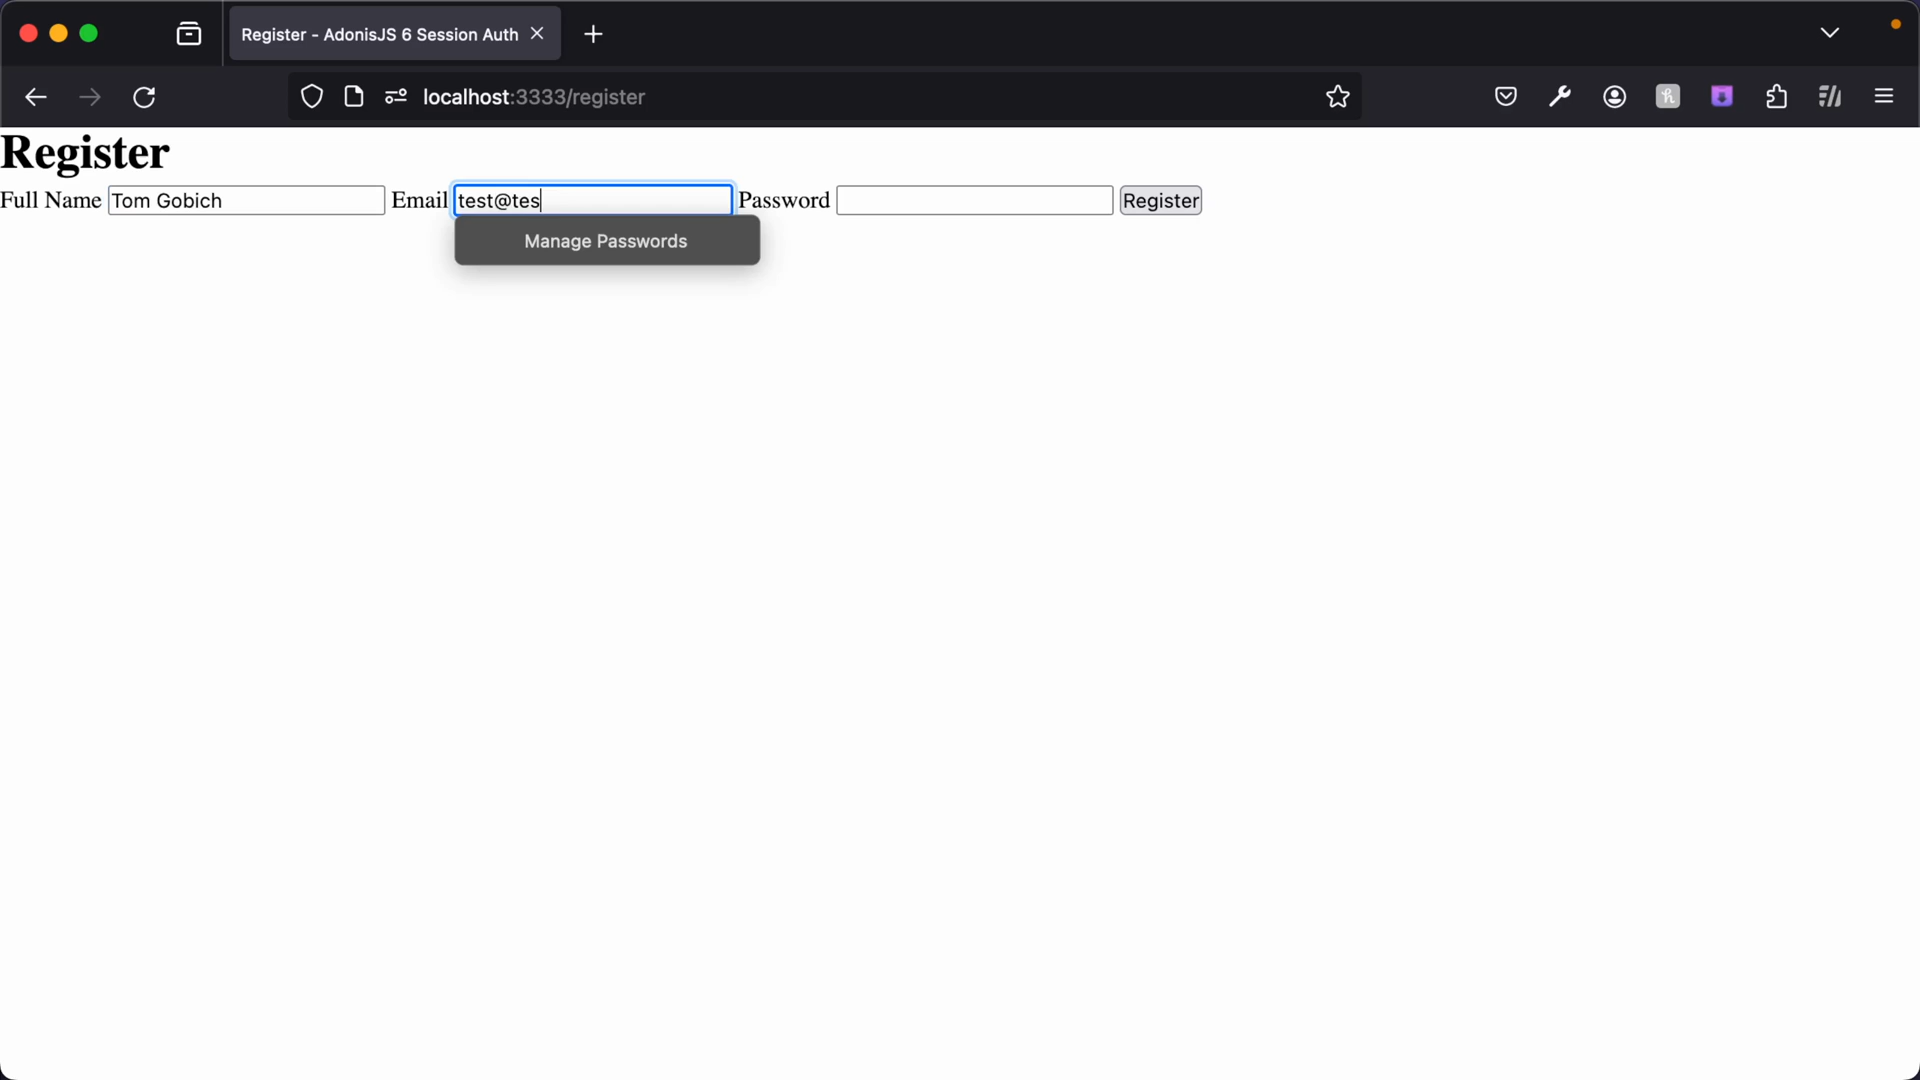 Register - AdonisJS 6 Session Auth
localhost:3333/register
Register
Full Name Tom Gobich Email test@tes Password Register
Manage Passwords